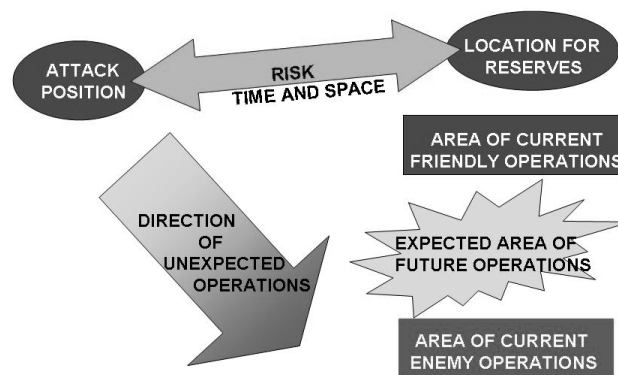 ATTACK
POSITION
RISK
TIME AND SPACE
LOCATION FOR
RESERVES
AREA OF CURRENT
FRIENDLY OPERATIONS
DIRECTION
OF
UNEXPECTED
OPERATIONS
EXPECTED AREA OF
FUTURE OPERATIONS
AREA OF CURRENT
ENEMY OPERATIONS